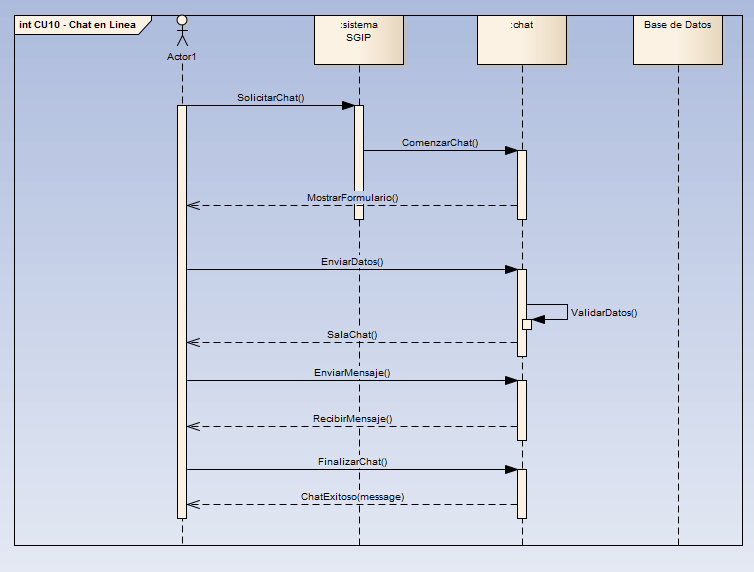 int CU10 - Chat en Linea
Actor1
:sistema
SGIP
:chat
Base de Datos
SolicitarChat()
ComenzarChat()
MostrarFormulario()
EnviarDatos()
ValidarDatos()
SalaChat()
EnviarMensaje()
RecibirMensaje()
FinalizarChat()
ChatExitoso(message)